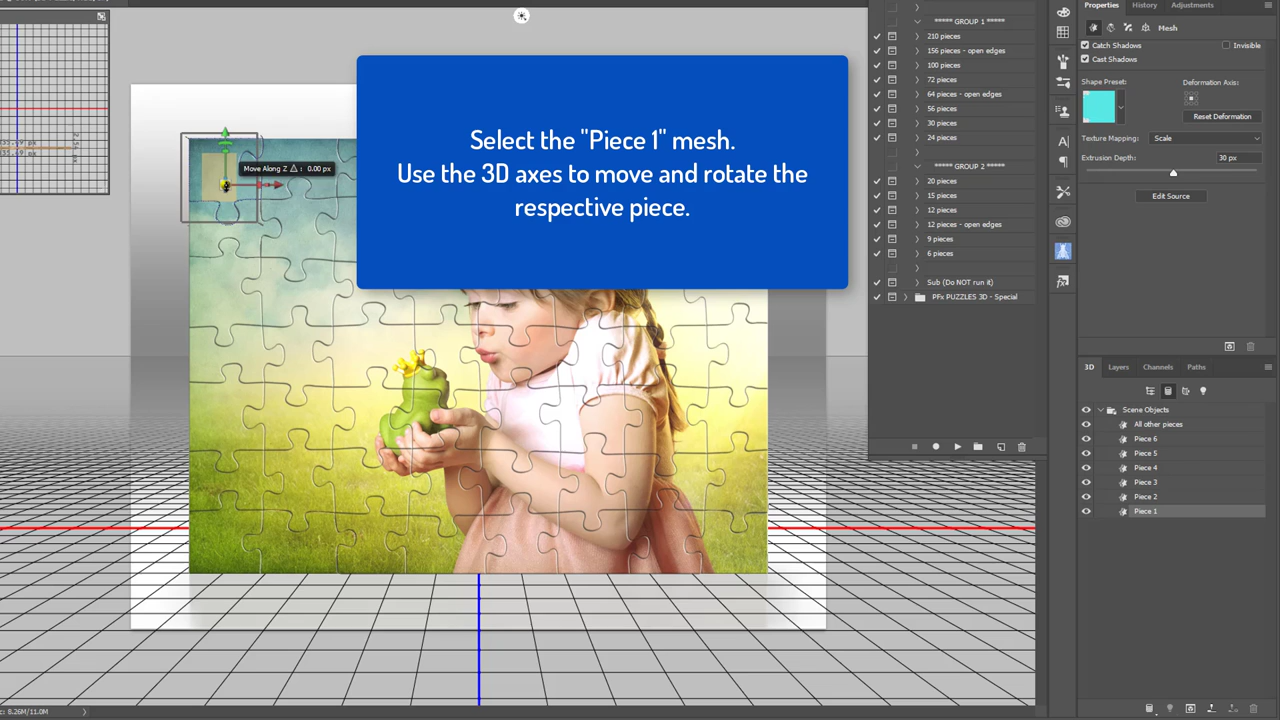 Select the "Piece 1" mesh.
Use the 3D axes to move and rotate the
respective piece.
Move Along Z △ : 0.00 px
***** GROUP 1 *****
210 pieces
156 pieces - open edges
100 pieces
72 pieces
64 pieces - open edges
56 pieces
30 pieces
24 pieces
***** GROUP 2 *****
20 pieces
15 pieces
12 pieces
12 pieces - open edges
9 pieces
6 pieces
Sub (Do NOT run it)
PFx PUZZLES 3D - Special
Properties History Adjustments
Mesh
Catch Shadows Invisible
Cast Shadows
Shape Preset: Deformation Axis:
Reset Deformation
Texture Mapping: Scale
Extrusion Depth: 30 px
Edit Source
3D Layers Channels Paths
Scene Objects
All other pieces
Piece 6
Piece 5
Piece 4
Piece 3
Piece 2
Piece 1
8.26M/11.0M